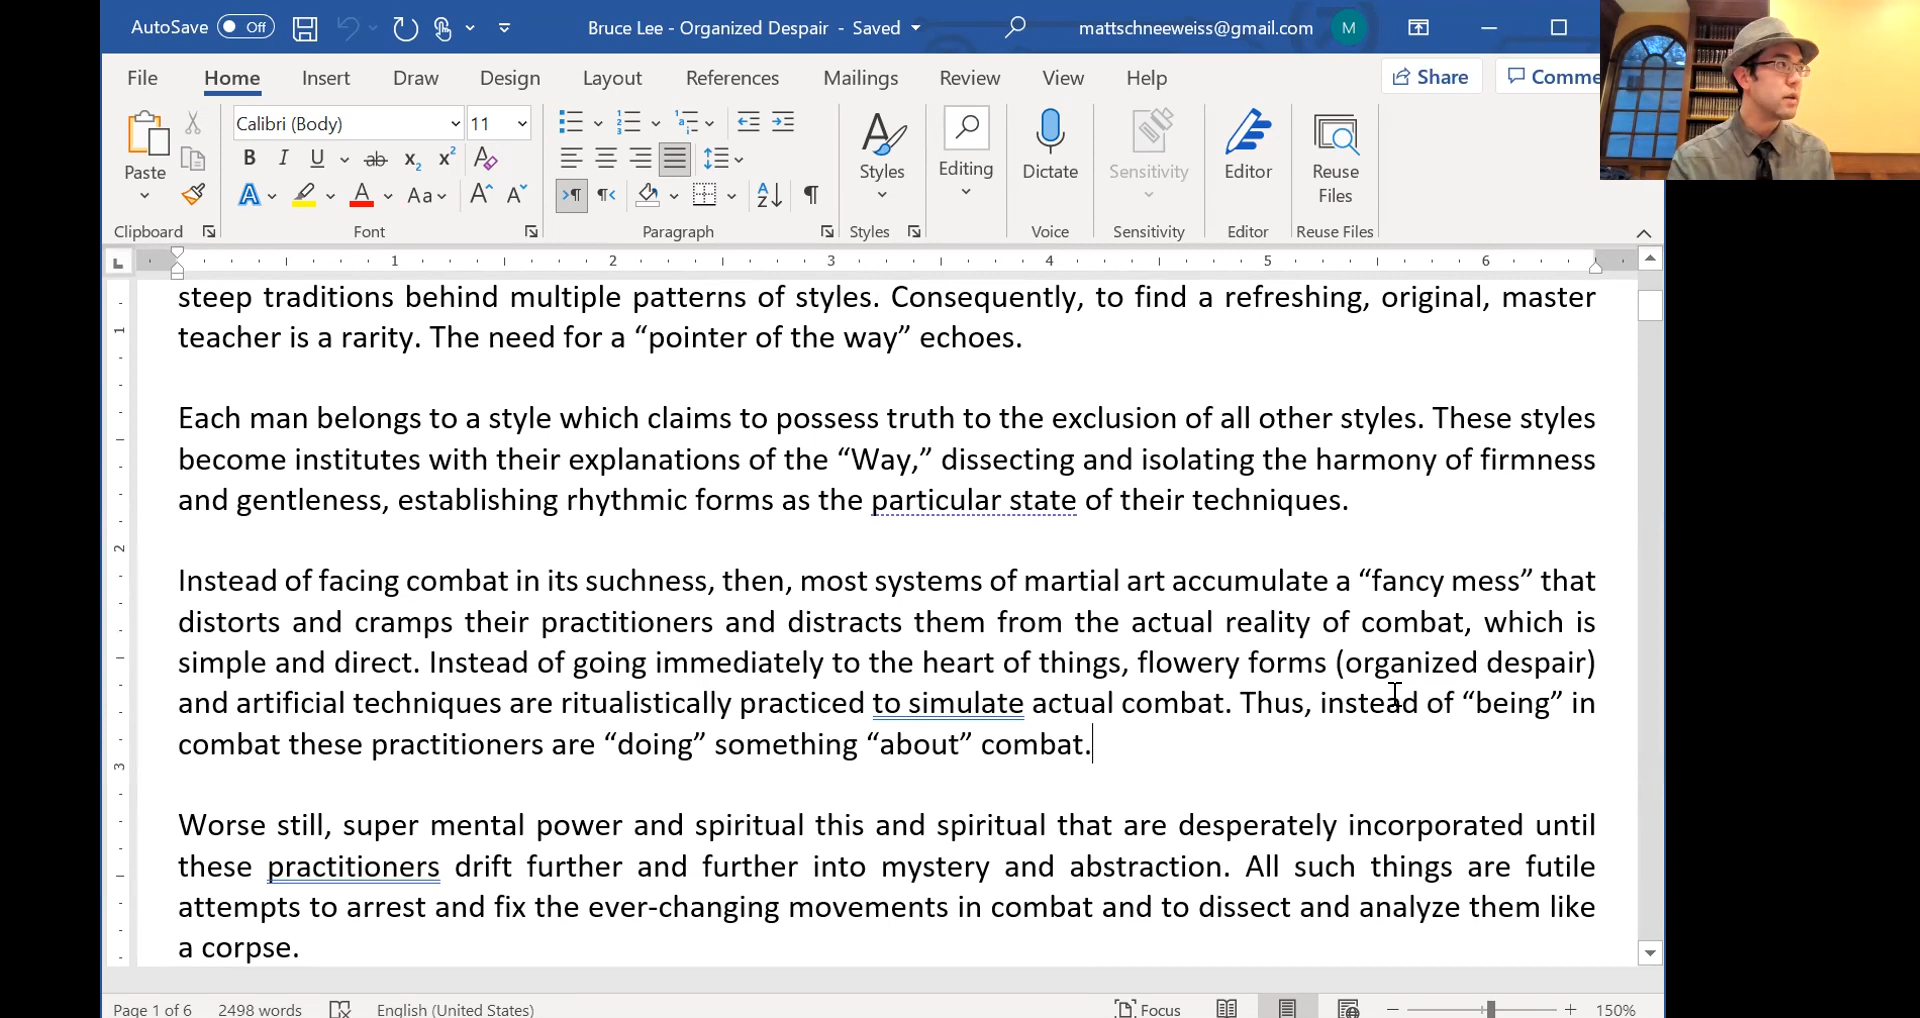 AutoSave Off Bruce Lee - Organized Despair - Saved mattschneeweiss@gmail.com M
File Home Insert Draw Design Layout References Mailings Review View Help Share Comme
Calibri (Body) 11
Paste Styles Editing Dictate Sensitivity Editor Reuse Files
Clipboard Font Paragraph Styles Voice Sensitivity Editor Reuse Files
1 2 3 4 5 6
steep traditions behind multiple patterns of styles. Consequently, to find a refreshing, original, master
teacher is a rarity. The need for a “pointer of the way” echoes.
Each man belongs to a style which claims to possess truth to the exclusion of all other styles. These styles
become institutes with their explanations of the “Way,” dissecting and isolating the harmony of firmness
and gentleness, establishing rhythmic forms as the particular state of their techniques.
Instead of facing combat in its suchness, then, most systems of martial art accumulate a “fancy mess” that
distorts and cramps their practitioners and distracts them from the actual reality of combat, which is
simple and direct. Instead of going immediately to the heart of things, flowery forms (organized despair)
and artificial techniques are ritualistically practiced to simulate actual combat. Thus, instead of “being” in
combat these practitioners are “doing” something “about” combat.
Worse still, super mental power and spiritual this and spiritual that are desperately incorporated until
these practitioners drift further and further into mystery and abstraction. All such things are futile
attempts to arrest and fix the ever-changing movements in combat and to dissect and analyze them like
a corpse.
1
2
3
Page 1 of 6 2498 words English (United States) Focus 150%